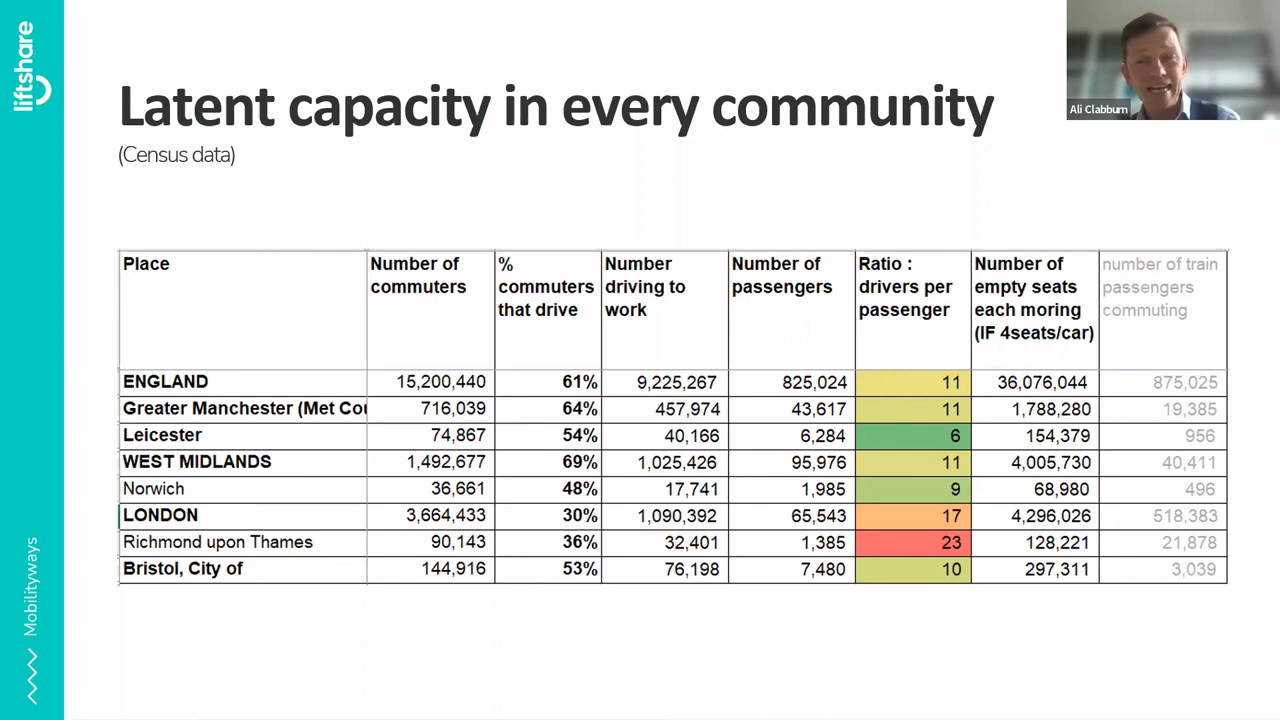 liftshare
Ali Clabburn
Latent capacity in every community
(Census data)
Place
Number of
commuters
%
commuters
that drive
Number
driving to
work
Number of
passengers
Ratio :
drivers per
passenger
Number of
empty seats
each moring
(IF 4seats/car)
number of train
passengers
commuting
ENGLAND 15,200,440 61% 9,225,267 825,024 11 36,076,044 875,025
Greater Manchester (Met Cou 716,039 64% 457,974 43,617 11 1,788,280 19,385
Leicester 74,867 54% 40,166 6,284 6 154,379 956
WEST MIDLANDS 1,492,677 69% 1,025,426 95,976 11 4,005,730 40,411
Norwich 36,661 48% 17,741 1,985 9 68,980 496
LONDON 3,664,433 30% 1,090,392 65,543 17 4,296,026 518,383
Richmond upon Thames 90,143 36% 32,401 1,385 23 128,221 21,878
Bristol, City of 144,916 53% 76,198 7,480 10 297,311 3,039
Mobilityways